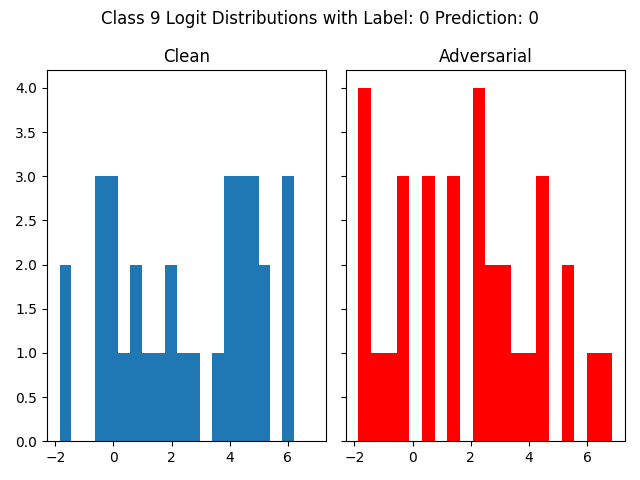 Class 9 Logit Distributions with Label: 0 Prediction: 0
Clean
Adversarial
4.0
3.5
3.0
2.5
2.0
1.5
1.0
0.5
0.0
−2 0 2 4 6
−2 0 2 4 6